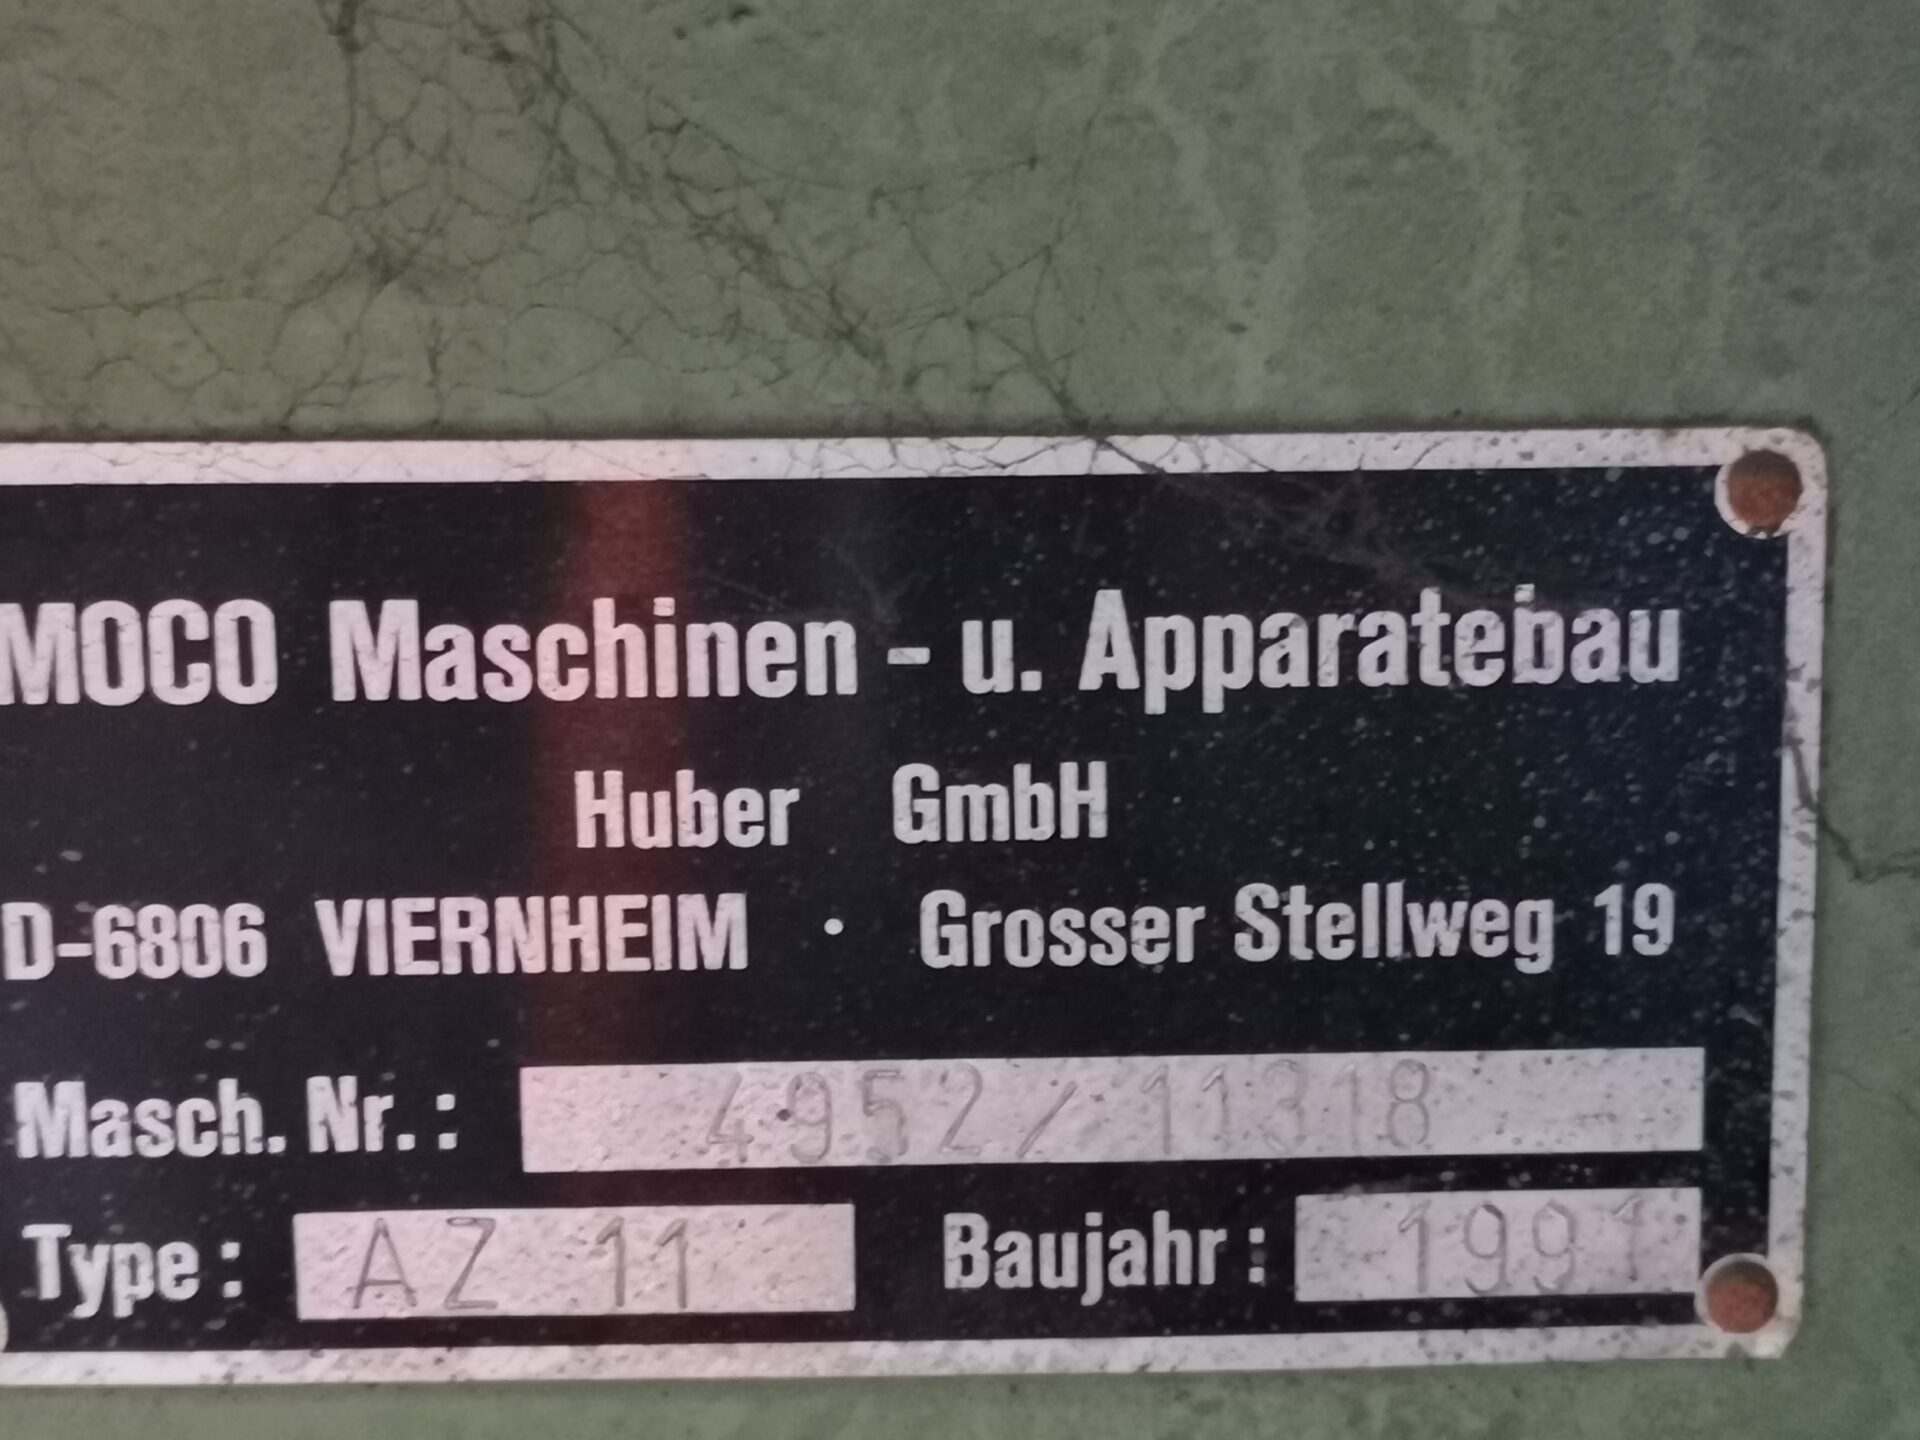 MOCO Maschinen - u. Apparatebau
Huber GmbH
D-6806 VIERNHEIM · Grosser Stellweg 19
Masch. Nr. : 4952/11318
Type : AZ 11 Baujahr : 1991